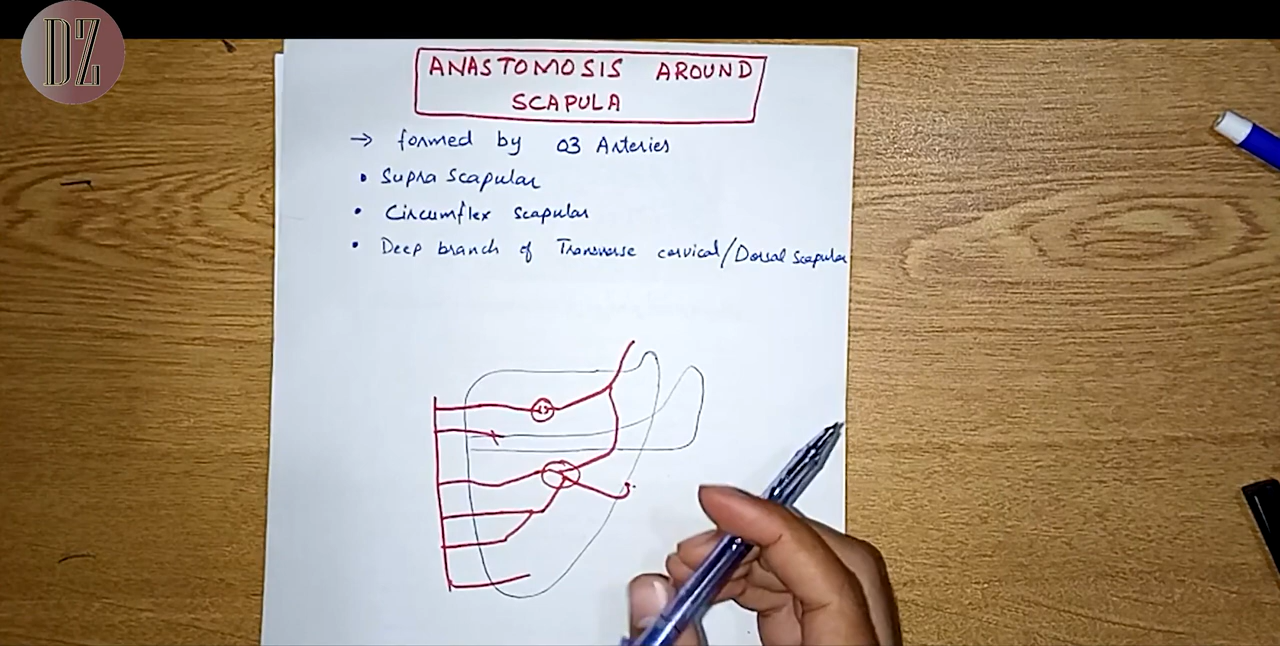 DZ
ANASTOMOSIS AROUND
SCAPULA
→ formed by 03 Arteries
• Supra Scapular
• Circumflex scapular
• Deep branch of Transverse cervical/Dorsal Scapular